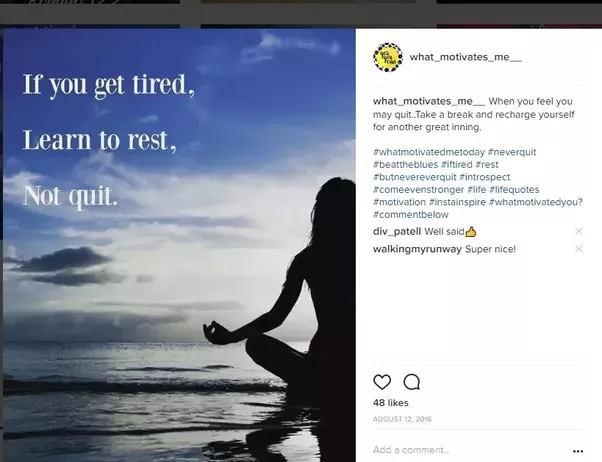 If you get tired,
Learn to rest,
Not quit.
what_motivates_me__
what_motivates_me__ When you feel you
may quit..Take a break and recharge yourself
for another great inning.
#whatmotivatedmetoday #neverquit
#beattheblues #iftired #rest
#butnevereverquit #introspect
#comeevenstronger #life #lifequotes
#motivation #instainspire #whatmotivatedyou?
#commentbelow
div_patell Well said👍
walkingmyrunway Super nice!
48 likes
AUGUST 12, 2016
Add a comment...